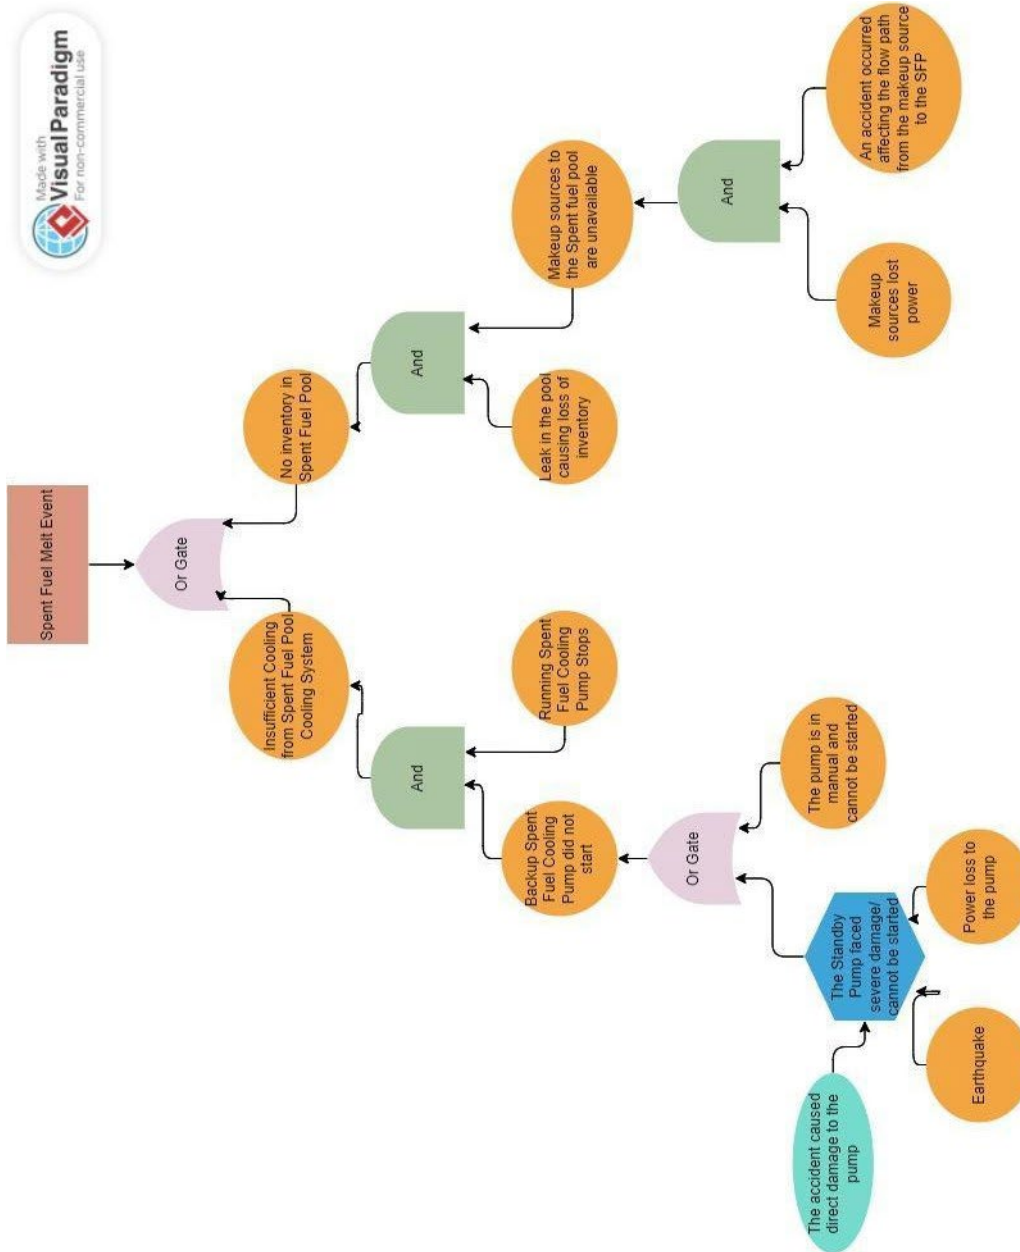 Made with
Visual Paradigm
For non-commercial use
Spent Fuel Melt Event
Or Gate
Insufficient Cooling
from Spent Fuel Pool
Cooling System
No inventory in
Spent Fuel Pool
And
And
Backup Spent
Fuel Cooling
Pump did not
start
Running Spent
Fuel Cooling
Pump Stops
Leak in the pool
causing loss of
inventory
Makeup sources to
the Spent fuel pool
are unavailable
Or Gate
And
The accident caused
direct damage to the
pump
The Standby
Pump faced
severe damage/
cannot be started
The pump is in
manual and
cannot be started
Makeup
sources lost
power
An accident occurred
affecting the flow path
from the makeup source
to the SFP
Earthquake
Power loss to
the pump